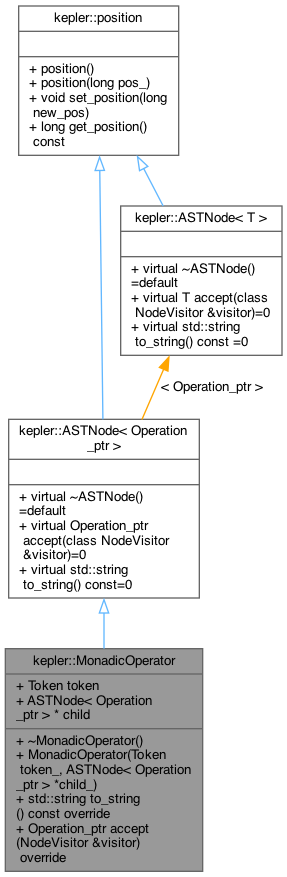 kepler::position
+ position()
+ position(long pos_)
+ void set_position(long
new_pos)
+ long get_position()
const
kepler::ASTNode< T >
+ virtual ~ASTNode()
=default
+ virtual T accept(class
NodeVisitor &visitor)=0
+ virtual std::string
to_string() const =0
< Operation_ptr >
kepler::ASTNode< Operation
_ptr >
+ virtual ~ASTNode()
=default
+ virtual Operation_ptr
accept(class NodeVisitor
&visitor)=0
+ virtual std::string
to_string() const=0
kepler::MonadicOperator
+ Token token
+ ASTNode< Operation
_ptr > * child
+ ~MonadicOperator()
+ MonadicOperator(Token
token_, ASTNode< Operation
_ptr > *child_)
+ std::string to_string
() const override
+ Operation_ptr accept
(NodeVisitor &visitor)
override